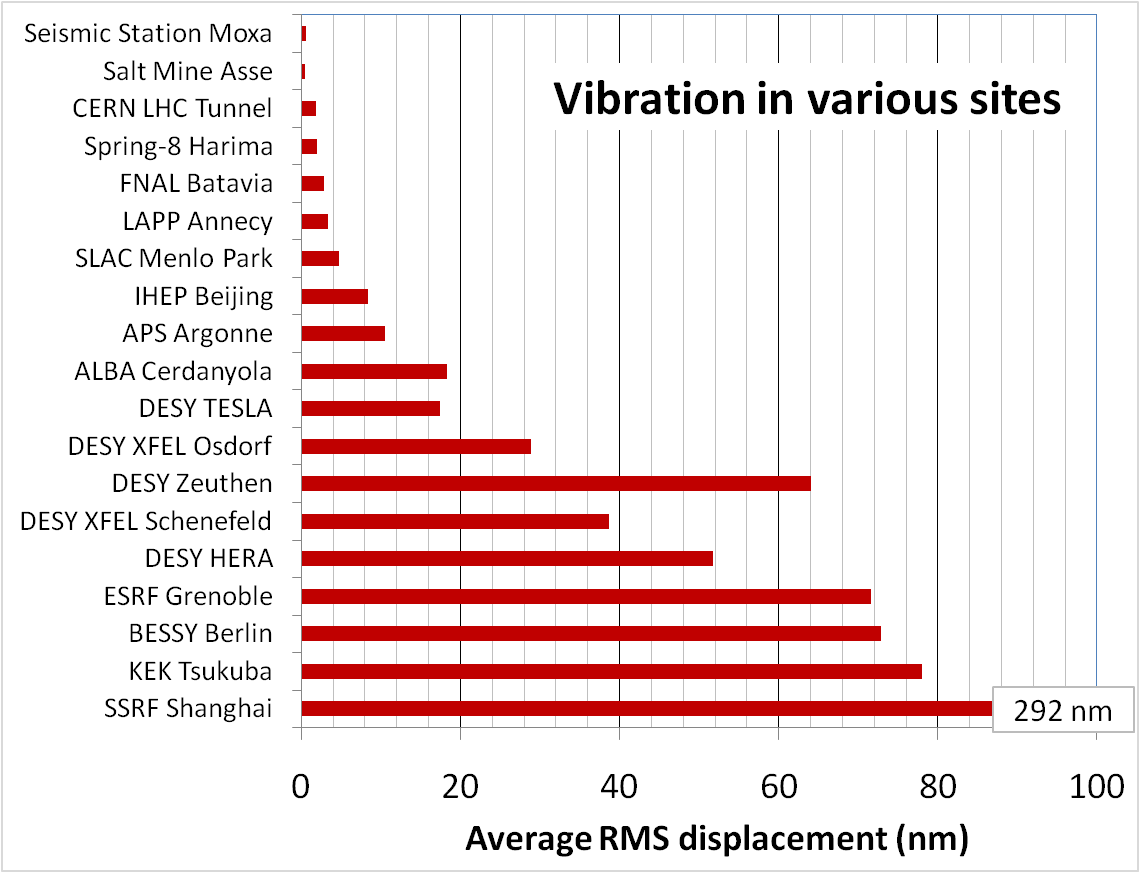 Vibration in various sites
Seismic Station Moxa
Salt Mine Asse
CERN LHC Tunnel
Spring-8 Harima
FNAL Batavia
LAPP Annecy
SLAC Menlo Park
IHEP Beijing
APS Argonne
ALBA Cerdanyola
DESY TESLA
DESY XFEL Osdorf
DESY Zeuthen
DESY XFEL Schenefeld
DESY HERA
ESRF Grenoble
BESSY Berlin
KEK Tsukuba
SSRF Shanghai
292 nm
0 20 40 60 80 100
Average RMS displacement (nm)